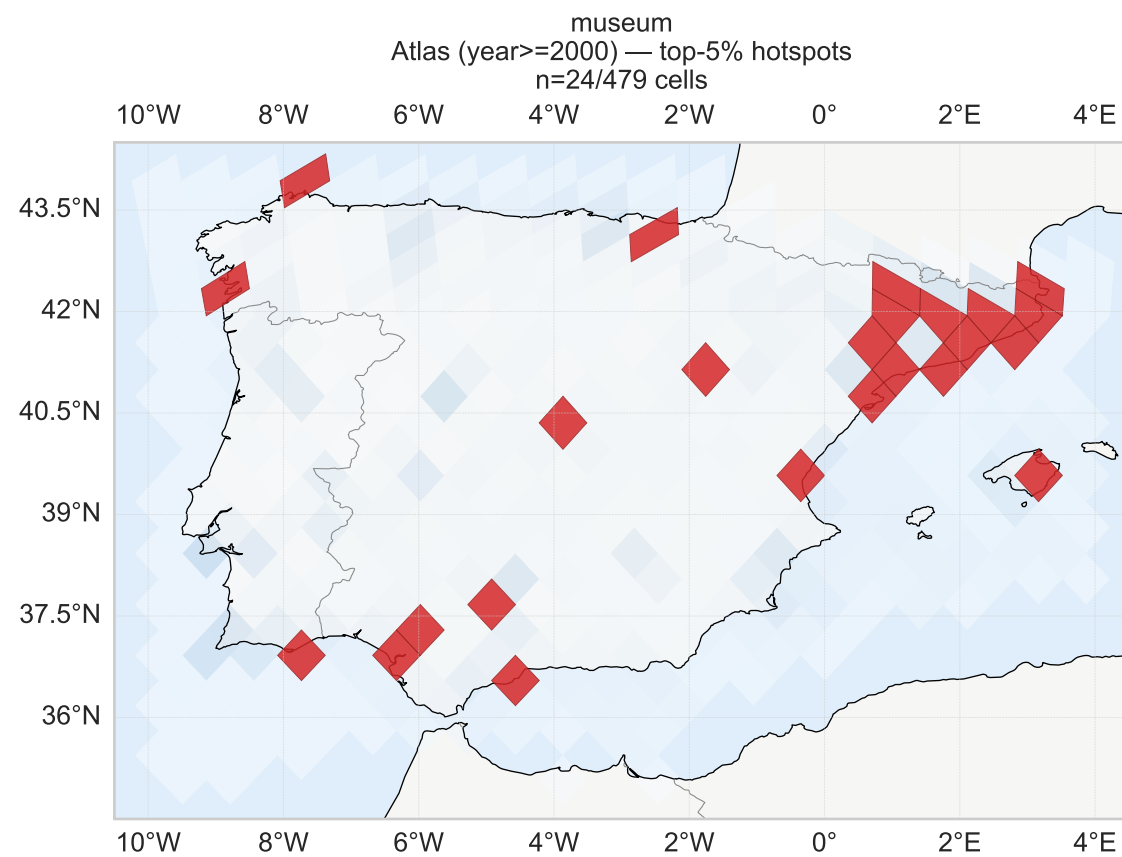 museum
Atlas (year>=2000) — top-5% hotspots
n=24/479 cells
10°W 8°W 6°W 4°W 2°W 0° 2°E 4°E
43.5°N
42°N
40.5°N
39°N
37.5°N
36°N
10°W 8°W 6°W 4°W 2°W 0° 2°E 4°E